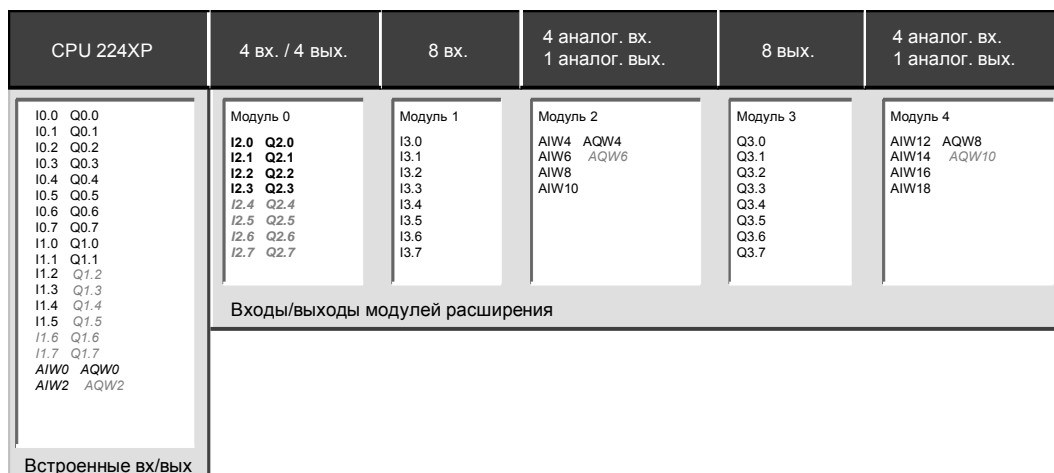 CPU 224XP
4 вх. / 4 вых.
8 вх.
4 аналог. вх.
1 аналог. вых.
8 вых.
4 аналог. вх.
1 аналог. вых.
I0.0 Q0.0
I0.1 Q0.1
I0.2 Q0.2
I0.3 Q0.3
I0.4 Q0.4
I0.5 Q0.5
I0.6 Q0.6
I0.7 Q0.7
I1.0 Q1.0
I1.1 Q1.1
I1.2 Q1.2
I1.3 Q1.3
I1.4 Q1.4
I1.5 Q1.5
I1.6 Q1.6
I1.7 Q1.7
AIW0 AQW0
AIW2 AQW2
Встроенные вх/вых
Модуль 0
I2.0 Q2.0
I2.1 Q2.1
I2.2 Q2.2
I2.3 Q2.3
I2.4 Q2.4
I2.5 Q2.5
I2.6 Q2.6
I2.7 Q2.7
Модуль 1
I3.0
I3.1
I3.2
I3.3
I3.4
I3.5
I3.6
I3.7
Модуль 2
AIW4 AQW4
AIW6 AQW6
AIW8
AIW10
Модуль 3
Q3.0
Q3.1
Q3.2
Q3.3
Q3.4
Q3.5
Q3.6
Q3.7
Модуль 4
AIW12 AQW8
AIW14 AQW10
AIW16
AIW18
Входы/выходы модулей расширения